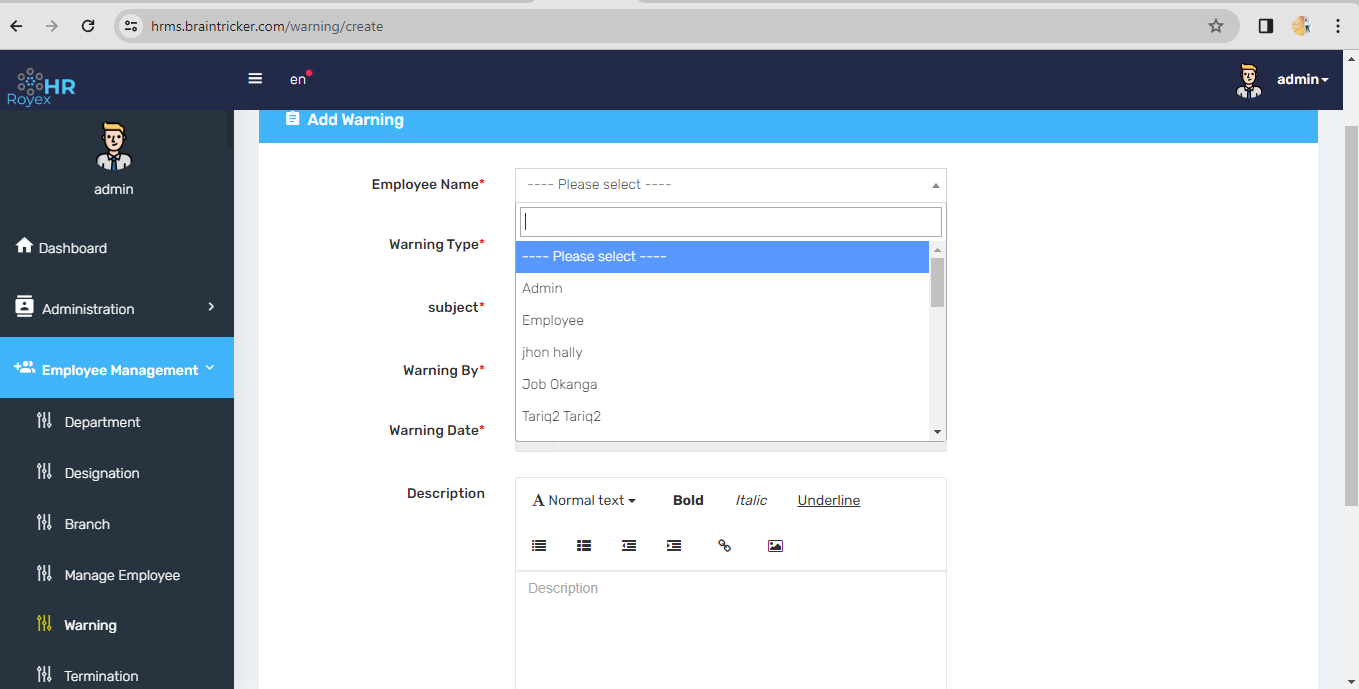 hrms.braintricker.com/warning/create
HR
Royex
en
admin
admin
Dashboard
Administration
Employee Management
Department
Designation
Branch
Manage Employee
Warning
Termination
Add Warning
Employee Name*
---- Please select ----
---- Please select ----
Admin
Employee
jhon hally
Job Okanga
Tariq2 Tariq2
Warning Type*
subject*
Warning By*
Warning Date*
Description
A Normal text Bold Italic Underline
Description